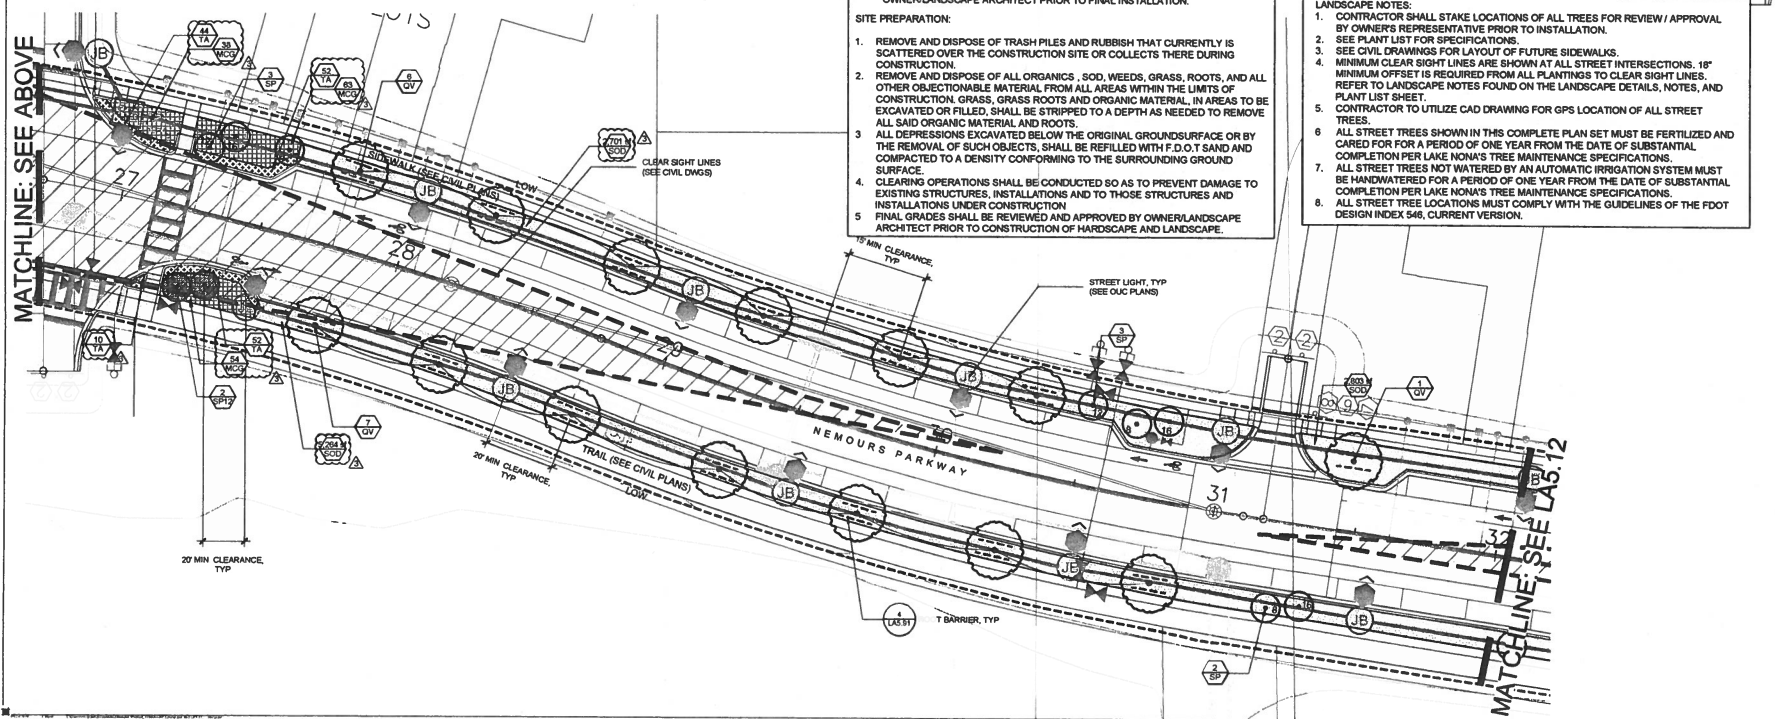 OWNER/LANDSCAPE ARCHITECT PRIOR TO FINAL INSTALLATION.
SITE PREPARATION:
1. REMOVE AND DISPOSE OF TRASH PILES AND RUBBISH THAT CURRENTLY IS
SCATTERED OVER THE CONSTRUCTION SITE OR COLLECTS THERE DURING
CONSTRUCTION.
2. REMOVE AND DISPOSE OF ALL ORGANICS , SOD, WEEDS, GRASS, ROOTS, AND ALL
OTHER OBJECTIONABLE MATERIAL FROM ALL AREAS WITHIN THE LIMITS OF
CONSTRUCTION. GRASS, GRASS ROOTS AND ORGANIC MATERIAL, IN AREAS TO BE
EXCAVATED OR FILLED, SHALL BE STRIPPED TO A DEPTH AS NEEDED TO REMOVE
ALL SAID ORGANIC MATERIAL AND ROOTS.
3 ALL DEPRESSIONS EXCAVATED BELOW THE ORIGINAL GROUNDSURFACE OR BY
THE REMOVAL OF SUCH OBJECTS, SHALL BE REFILLED WITH F.D.O.T SAND AND
COMPACTED TO A DENSITY CONFORMING TO THE SURROUNDING GROUND
SURFACE.
4. CLEARING OPERATIONS SHALL BE CONDUCTED SO AS TO PREVENT DAMAGE TO
EXISTING STRUCTURES, INSTALLATIONS AND TO THOSE STRUCTURES AND
INSTALLATIONS UNDER CONSTRUCTION
5 FINAL GRADES SHALL BE REVIEWED AND APPROVED BY OWNER/LANDSCAPE
ARCHITECT PRIOR TO CONSTRUCTION OF HARDSCAPE AND LANDSCAPE.
LANDSCAPE NOTES:
1. CONTRACTOR SHALL STAKE LOCATIONS OF ALL TREES FOR REVIEW / APPROVAL
BY OWNER'S REPRESENTATIVE PRIOR TO INSTALLATION.
2. SEE PLANT LIST FOR SPECIFICATIONS.
3. SEE CIVIL DRAWINGS FOR LAYOUT OF FUTURE SIDEWALKS.
4. MINIMUM CLEAR SIGHT LINES ARE SHOWN AT ALL STREET INTERSECTIONS. 18"
MINIMUM OFFSET IS REQUIRED FROM ALL PLANTINGS TO CLEAR SIGHT LINES.
REFER TO LANDSCAPE NOTES FOUND ON THE LANDSCAPE DETAILS, NOTES, AND
PLANT LIST SHEET.
5. CONTRACTOR TO UTILIZE CAD DRAWING FOR GPS LOCATION OF ALL STREET
TREES.
6 ALL STREET TREES SHOWN IN THIS COMPLETE PLAN SET MUST BE FERTILIZED AND
CARED FOR FOR A PERIOD OF ONE YEAR FROM THE DATE OF SUBSTANTIAL
COMPLETION PER LAKE NONA'S TREE MAINTENANCE SPECIFICATIONS.
7. ALL STREET TREES NOT WATERED BY AN AUTOMATIC IRRIGATION SYSTEM MUST
BE HANDWATERED FOR A PERIOD OF ONE YEAR FROM THE DATE OF SUBSTANTIAL
COMPLETION PER LAKE NONA'S TREE MAINTENANCE SPECIFICATIONS.
8. ALL STREET TREE LOCATIONS MUST COMPLY WITH THE GUIDELINES OF THE FDOT
DESIGN INDEX 546, CURRENT VERSION.
MATCHLINE: SEE ABOVE
JB
44
TA
38
MCG
3
3
SP
52
TA
63
MCG
3
6
QV
SOD
3
CLEAR SIGHT LINES
(SEE CIVIL DWGS)
SIDEWALK (SEE CIVIL PLANS)
LOW
JB
27
28
15' MIN CLEARANCE,
TYP
STREET LIGHT, TYP
(SEE OUC PLANS)
JB
JB
3
SP
2
2
SOD
1
QV
10
TA
54
MCG
52
TA
3
2
SP12
7
QV
SOD
3
29
JB
20' MIN CLEARANCE,
TYP
TRAIL (SEE CIVIL PLANS)
LOW
NEMOURS PARKWAY
30
8
16
JB
31
32
JB
JB
20' MIN CLEARANCE,
TYP
4
LA5.91
T BARRIER, TYP
8
16
JB
2
SP
MATCHLINE: SEE LA5.12